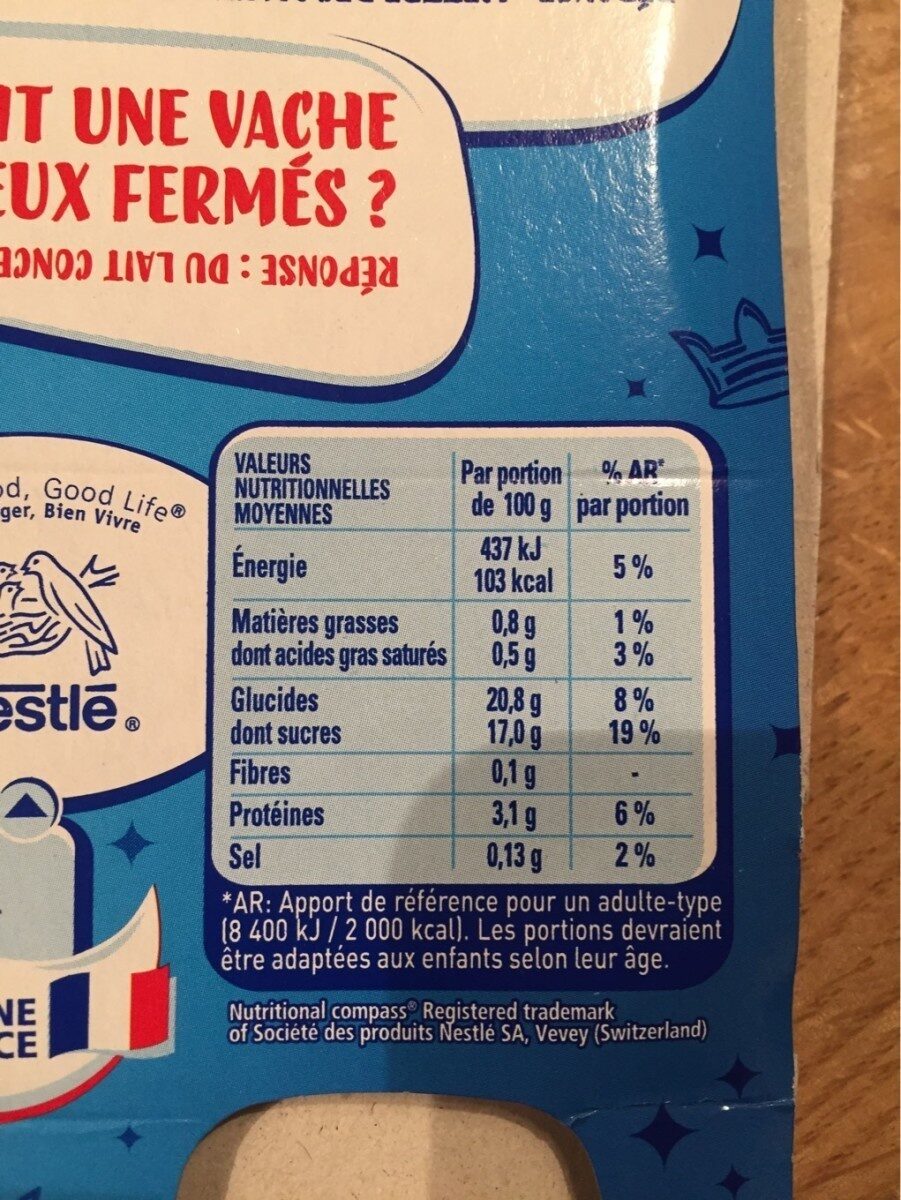 IT UNE VACHE
EUX FERMÉS ?
RÉPONSE : DU LAIT CONCE
od, Good Life®
ger, Bien Vivre
estlē®
NE
CE
VALEURS NUTRITIONNELLES MOYENNES Par portion de 100 g % AR* par portion
Énergie 437 kJ 103 kcal 5 %
Matières grasses 0,8 g 1 %
dont acides gras saturés 0,5 g 3 %
Glucides 20,8 g 8 %
dont sucres 17,0 g 19 %
Fibres 0,1 g -
Protéines 3,1 g 6 %
Sel 0,13 g 2 %
*AR: Apport de référence pour un adulte-type
(8 400 kJ / 2 000 kcal). Les portions devraient
être adaptées aux enfants selon leur âge.
Nutritional compass® Registered trademark
of Société des produits Nestlé SA, Vevey (Switzerland)